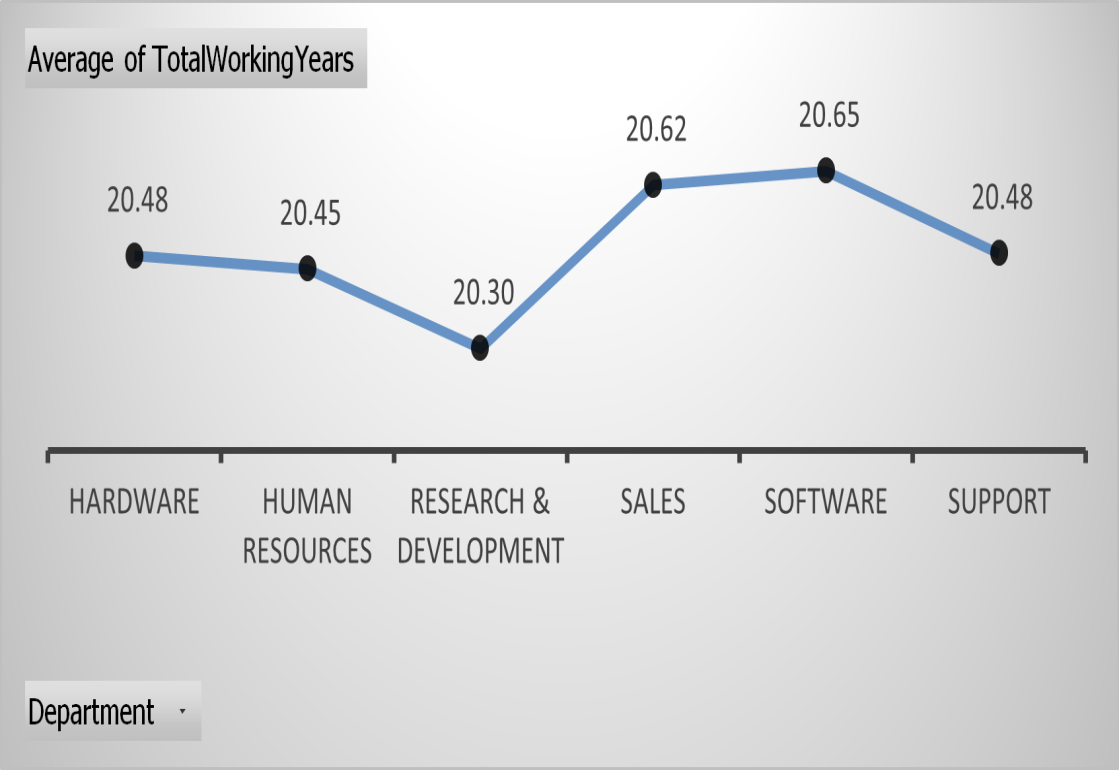 Average of TotalWorkingYears
20.48
20.45
20.30
20.62
20.65
20.48
HARDWARE
HUMAN
RESOURCES
RESEARCH &
DEVELOPMENT
SALES
SOFTWARE
SUPPORT
Department